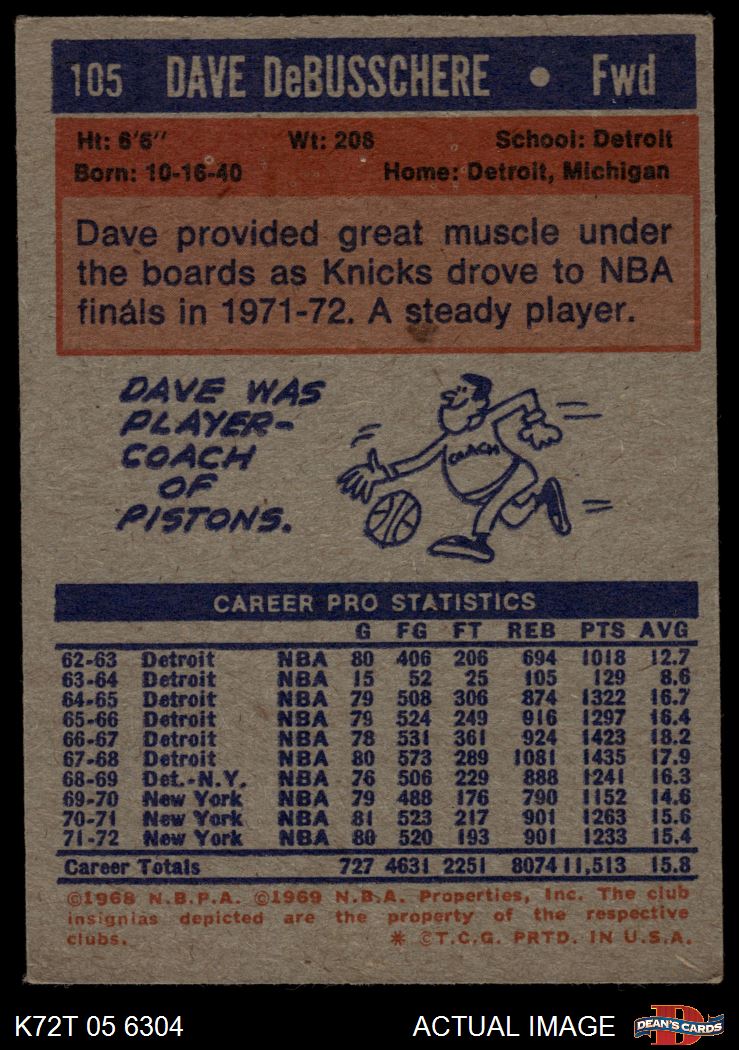 105 DAVE DeBUSSCHERE • Fwd
Ht: 6'6'' Wt: 208 School: Detroit
Born: 10-16-40 Home: Detroit, Michigan
Dave provided great muscle under
the boards as Knicks drove to NBA
finals in 1971-72. A steady player.
DAVE WAS
PLAYER-
COACH
OF
PISTONS.
COACH
CAREER PRO STATISTICS
G FG FT REB PTS AVG
62-63 Detroit NBA 80 406 206 694 1018 12.7
63-64 Detroit NBA 15 52 25 105 129 8.6
64-65 Detroit NBA 79 508 306 874 1322 16.7
65-66 Detroit NBA 79 524 249 916 1297 16.4
66-67 Detroit NBA 78 531 361 924 1423 18.2
67-68 Detroit NBA 80 573 289 1081 1435 17.9
68-69 Det.-N.Y. NBA 76 506 229 888 1241 16.3
69-70 New York NBA 79 488 176 790 1152 14.6
70-71 New York NBA 81 523 217 901 1263 15.6
71-72 New York NBA 80 520 193 901 1233 15.4
Career Totals 727 4631 2251 8074 11,513 15.8
©1968 N.B.P.A. ©1969 N.B.A. Properties, Inc. The club
insignias depicted are the property of the respective
clubs. * ©T.C.G. PRTD. IN U.S.A.
K72T 05 6304 ACTUAL IMAGE DEAN'S CARDS